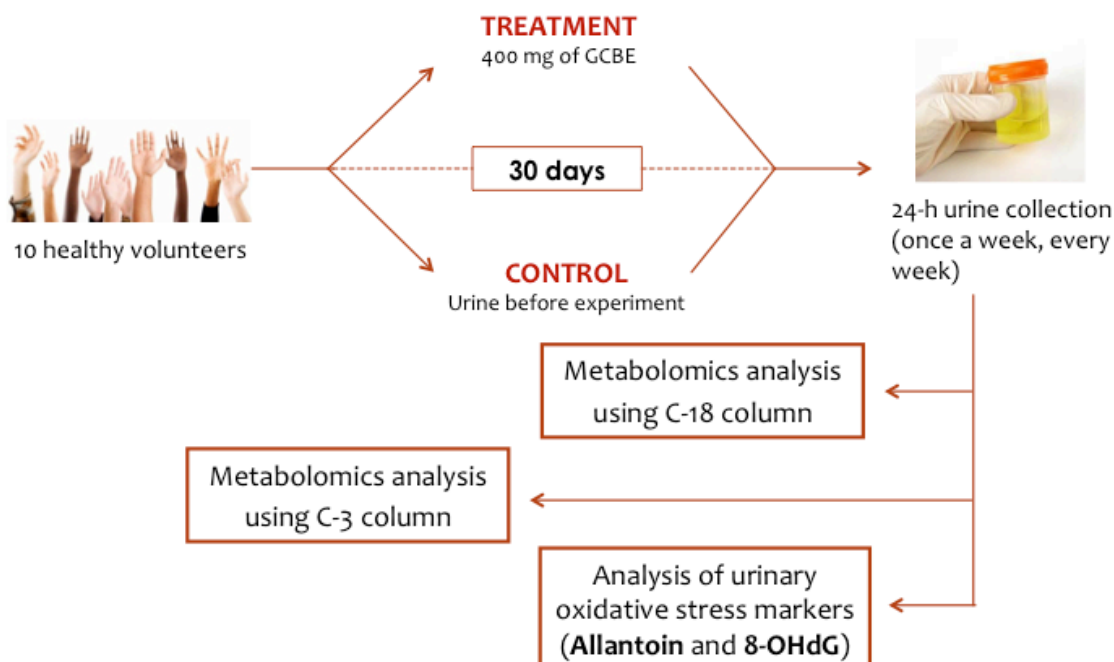 TREATMENT
400 mg of GCBE
30 days
10 healthy volunteers
24-h urine collection
(once a week, every
week)
CONTROL
Urine before experiment
Metabolomics analysis
using C-18 column
Metabolomics analysis
using C-3 column
Analysis of urinary
oxidative stress markers
(Allantoin and 8-OHdG)